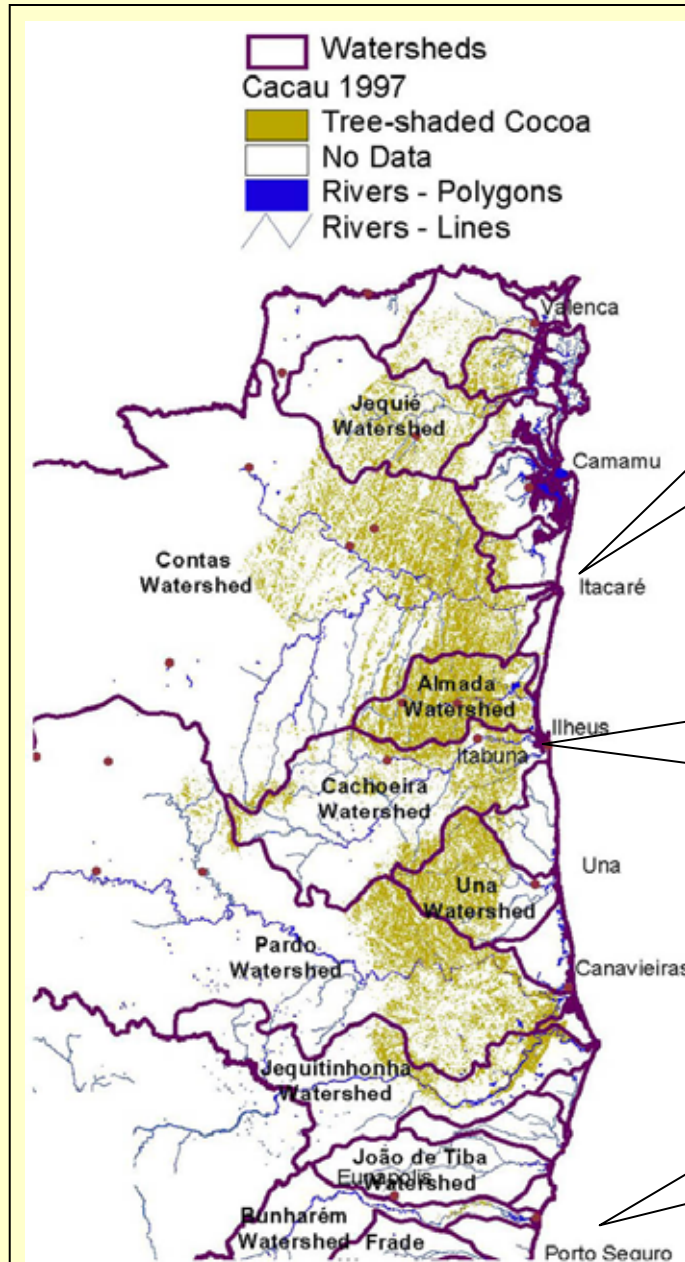 Watersheds
Cacau 1997
Tree-shaded Cocoa
No Data
Rivers - Polygons
Rivers - Lines
Valenca
Jequié
Watershed
Camamu
Contas
Watershed
Itacaré
Almada
Watershed
Ilheus
Itabuna
Cachoeira
Watershed
Una
Una
Watershed
Pardo
Watershed
Canavieiras
Jequitinhonha
Watershed
João de Tiba
Watershed
Eunapolis
Bunharém
Watershed
Frade
Porto Seguro